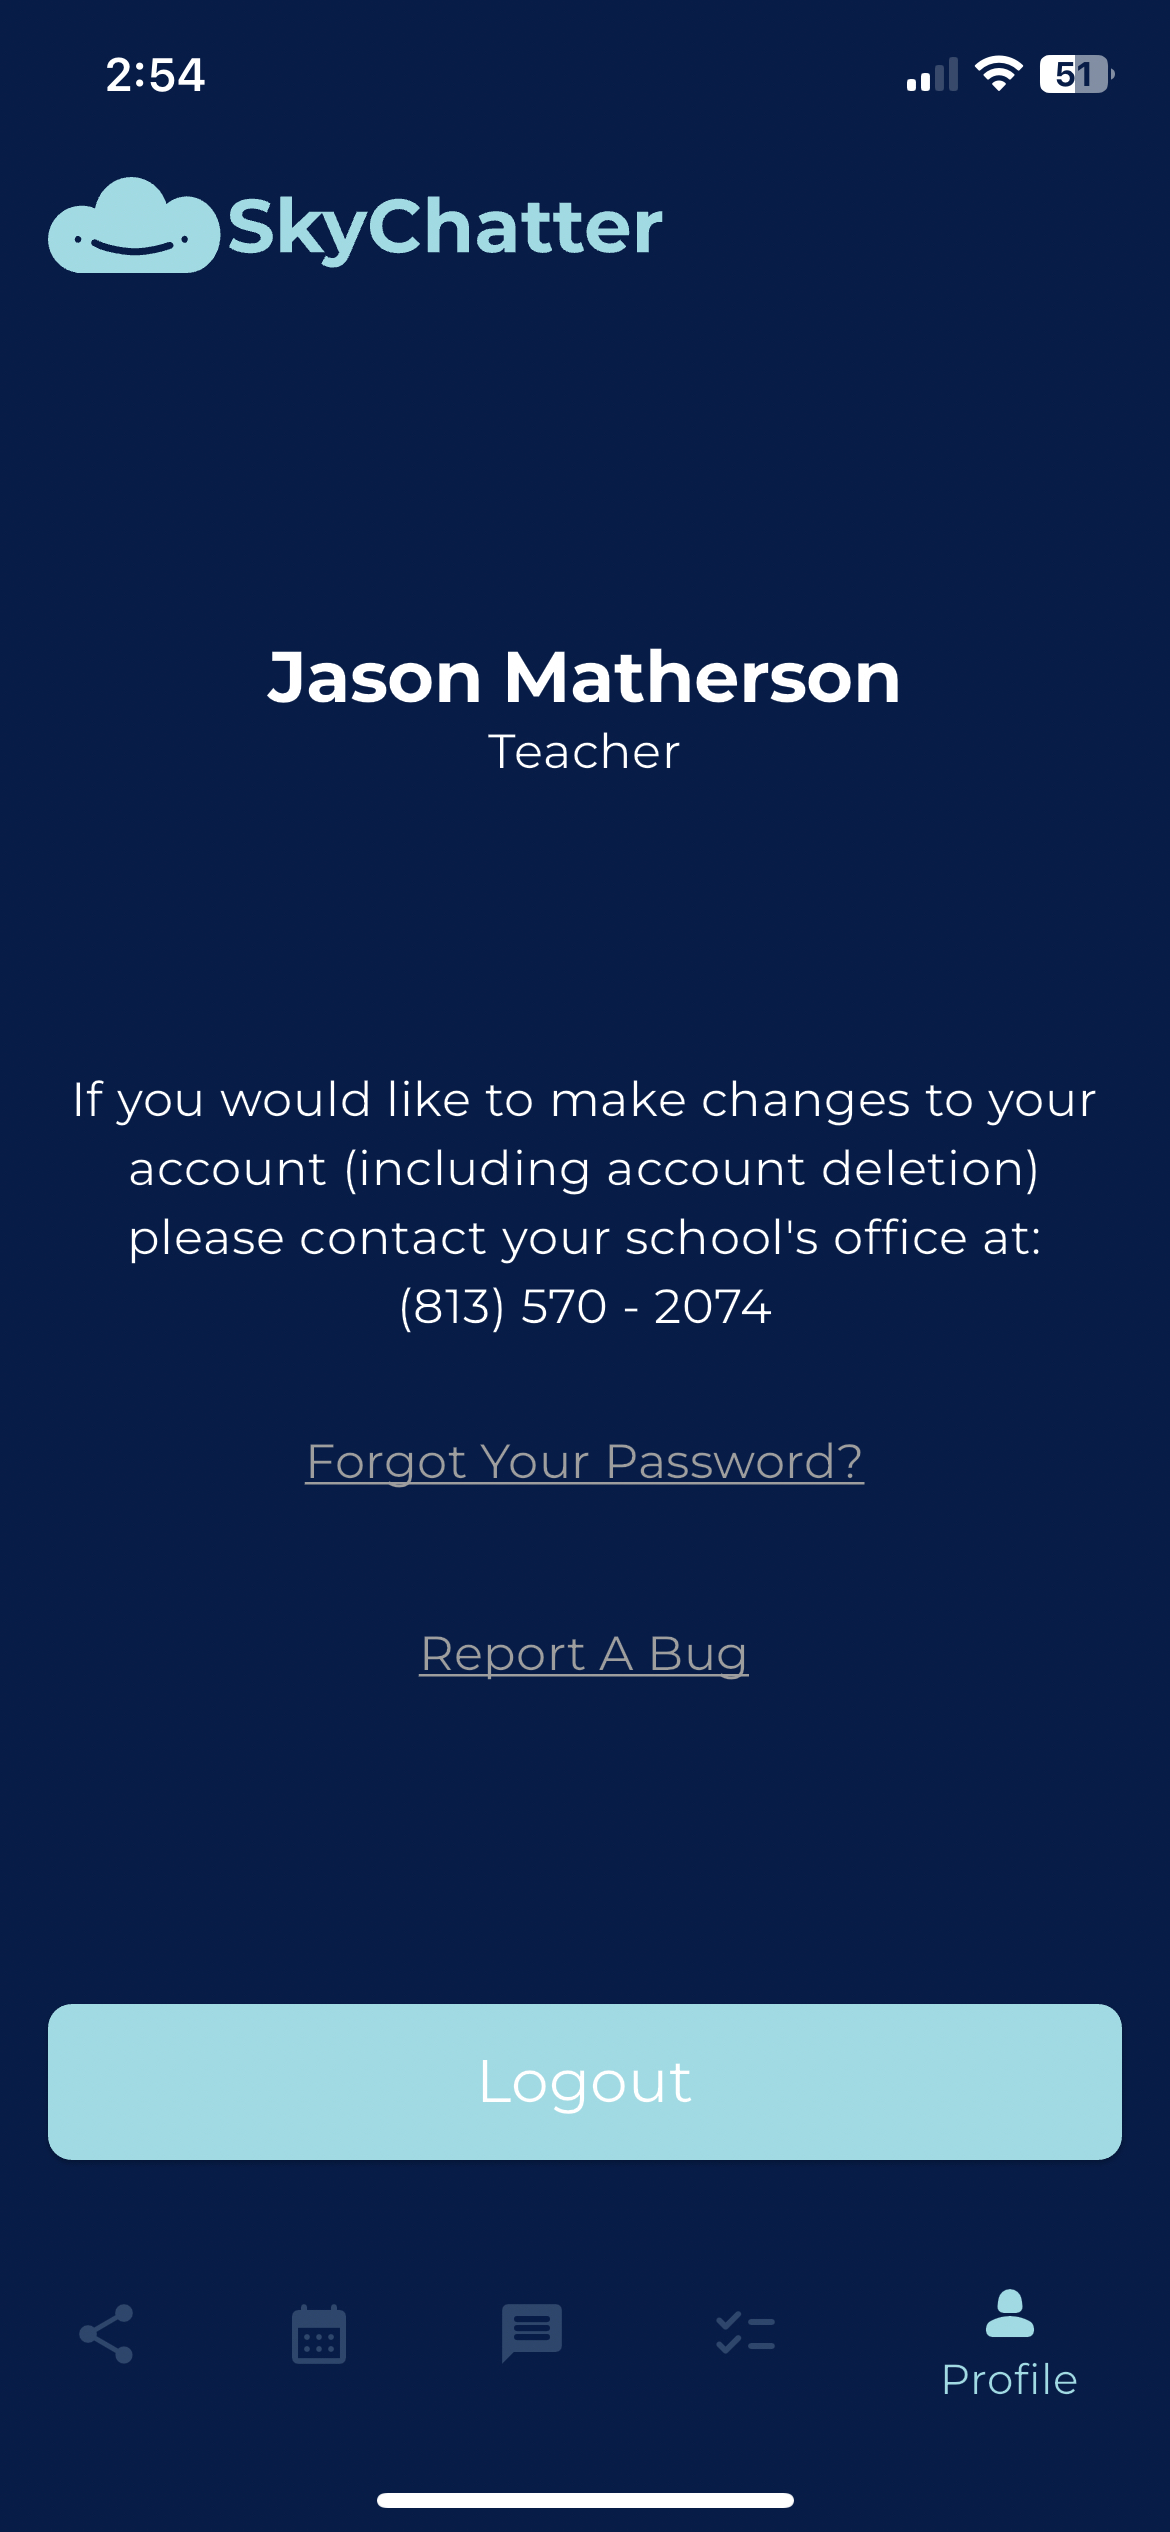 2:54
51
SkyChatter
Jason Matherson
Teacher
If you would like to make changes to your
account (including account deletion)
please contact your school's office at:
(813) 570 - 2074
Forgot Your Password?
Report A Bug
Logout
Profile